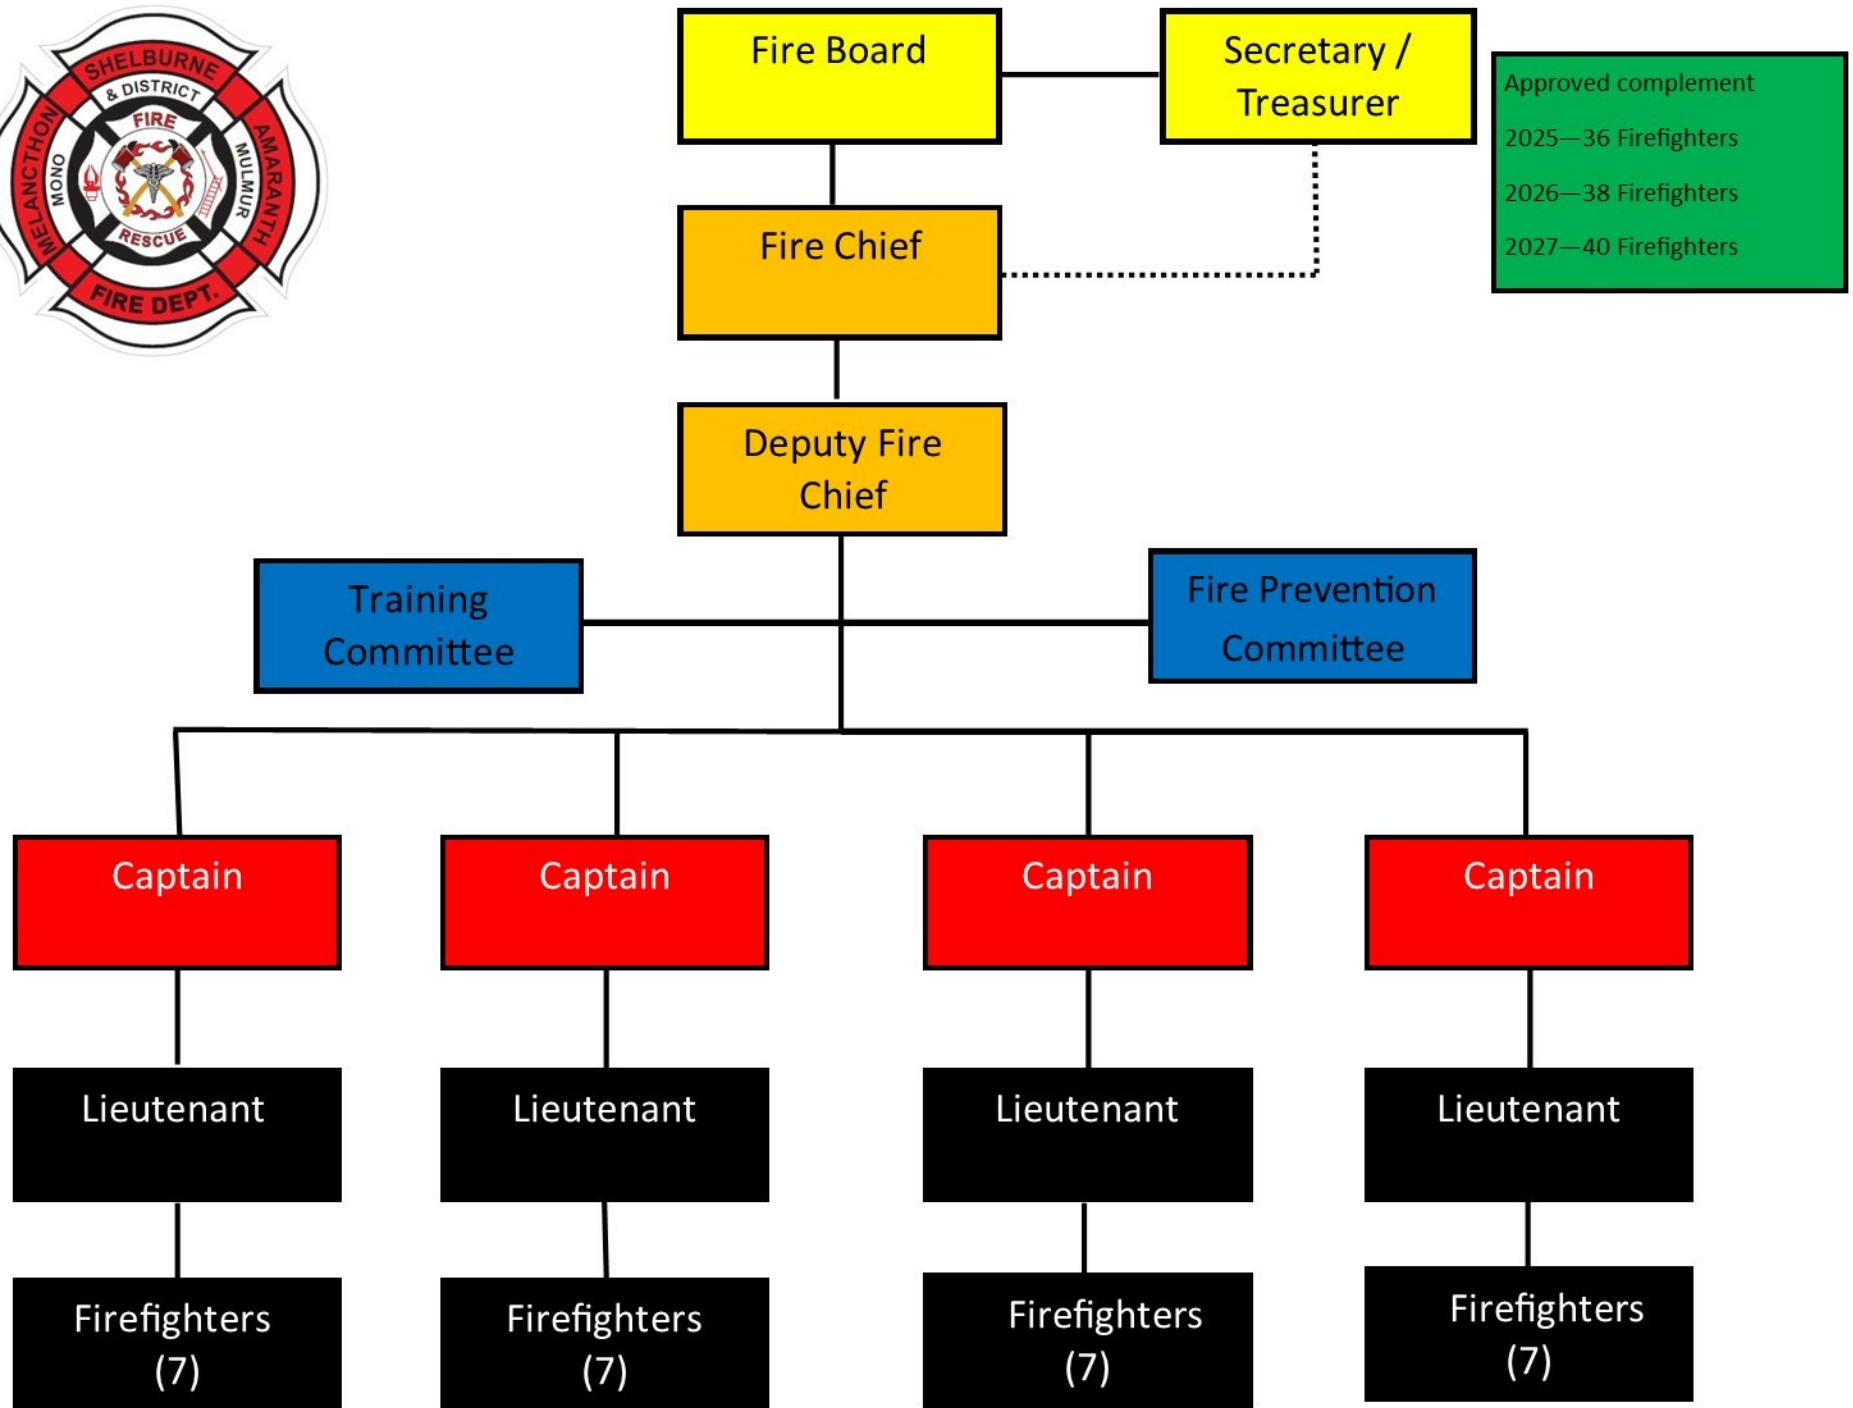 SHELBURNE
& DISTRICT
FIRE
MELANCTHON
MONO
MULMUR
AMARANTH
RESCUE
FIRE DEPT.
Fire Board
Secretary /
Treasurer
Approved complement
2025—36 Firefighters
2026—38 Firefighters
2027—40 Firefighters
Fire Chief
Deputy Fire
Chief
Training
Committee
Fire Prevention
Committee
Captain
Captain
Captain
Captain
Lieutenant
Lieutenant
Lieutenant
Lieutenant
Firefighters
(7)
Firefighters
(7)
Firefighters
(7)
Firefighters
(7)